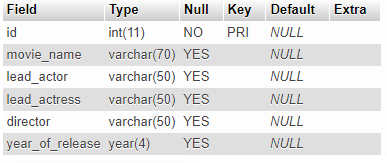 Field Type Null Key Default Extra
id int(11) NO PRI NULL
movie_name varchar(70) YES NULL
lead_actor varchar(50) YES NULL
lead_actress varchar(50) YES NULL
director varchar(50) YES NULL
year_of_release year(4) YES NULL